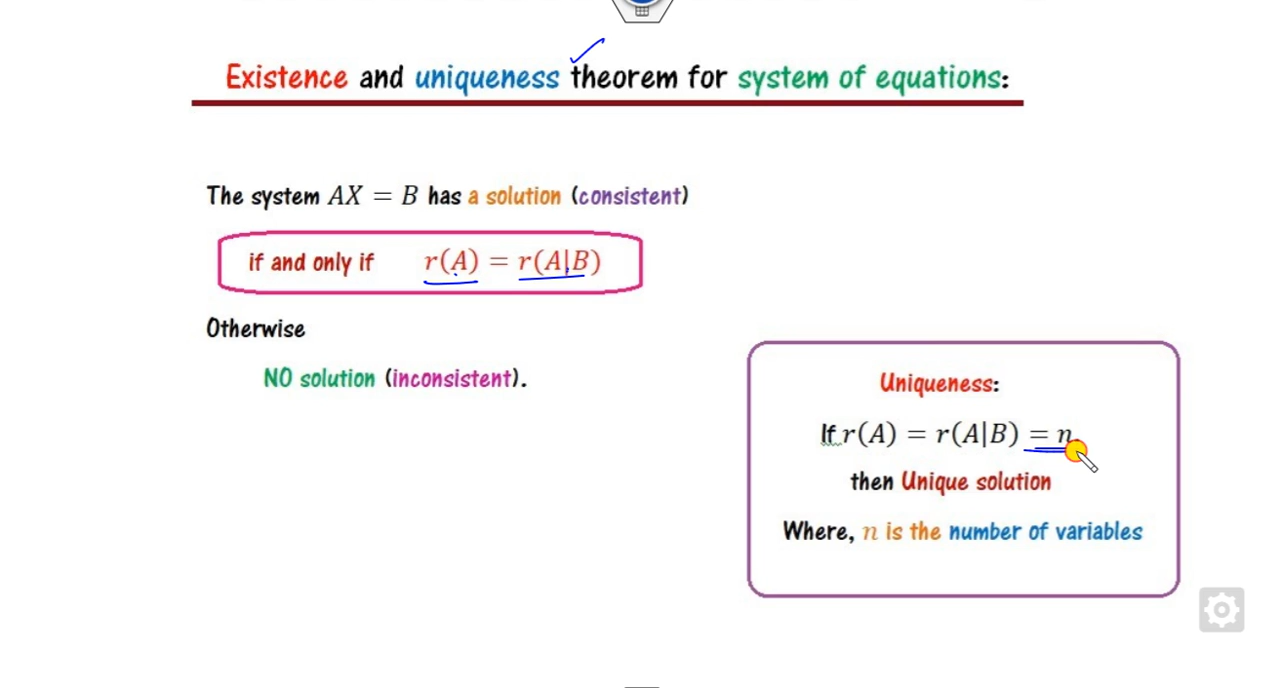 Existence and uniqueness theorem for system of equations:
The system AX = B has a solution (consistent)
if and only if r(A) = r(A|B)
Otherwise
NO solution (inconsistent).
Uniqueness:
If r(A) = r(A|B) = n,
then Unique solution
Where, n is the number of variables